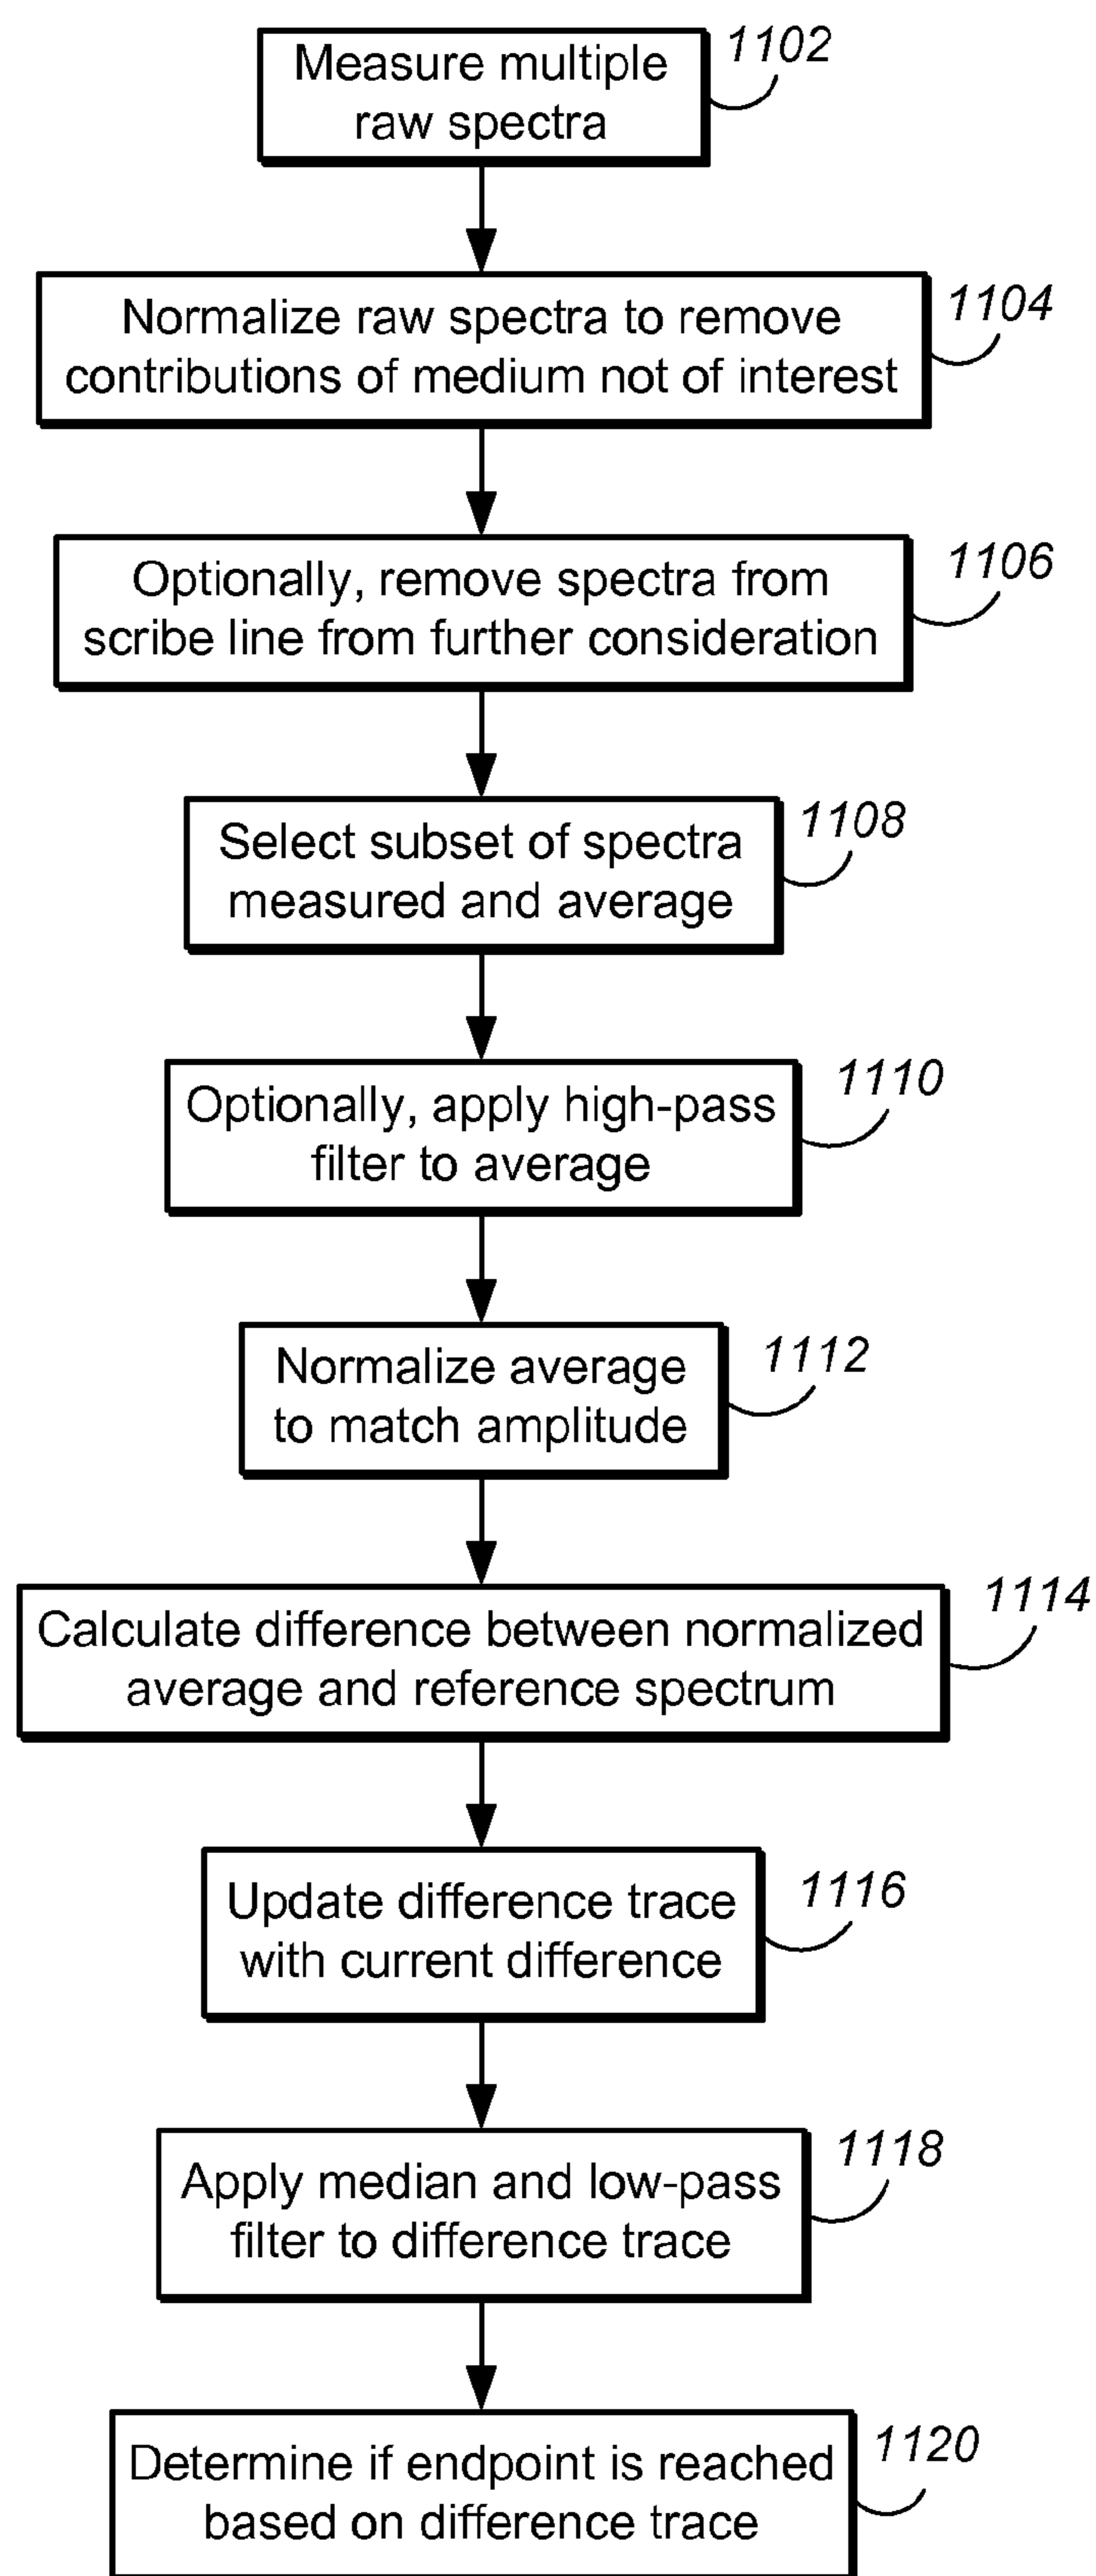 Measure multiple
raw spectra
1102
Normalize raw spectra to remove
contributions of medium not of interest
1104
Optionally, remove spectra from
scribe line from further consideration
1106
Select subset of spectra
measured and average
1108
Optionally, apply high-pass
filter to average
1110
Normalize average
to match amplitude
1112
Calculate difference between normalized
average and reference spectrum
1114
Update difference trace
with current difference
1116
Apply median and low-pass
filter to difference trace
1118
Determine if endpoint is reached
based on difference trace
1120